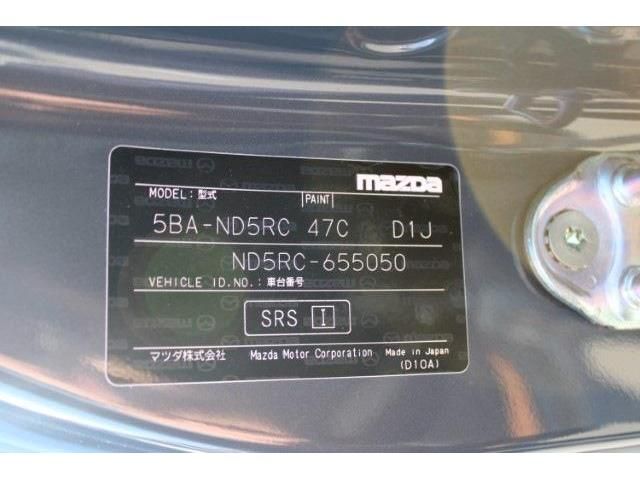 mazda
MODEL:型式 PAINT
5BA-ND5RC 47C D1J
ND5RC-655050
VEHICLE ID.NO.:車台番号
SRS I
マツダ株式会社 Mazda Motor Corporation Made in Japan
(D10A)